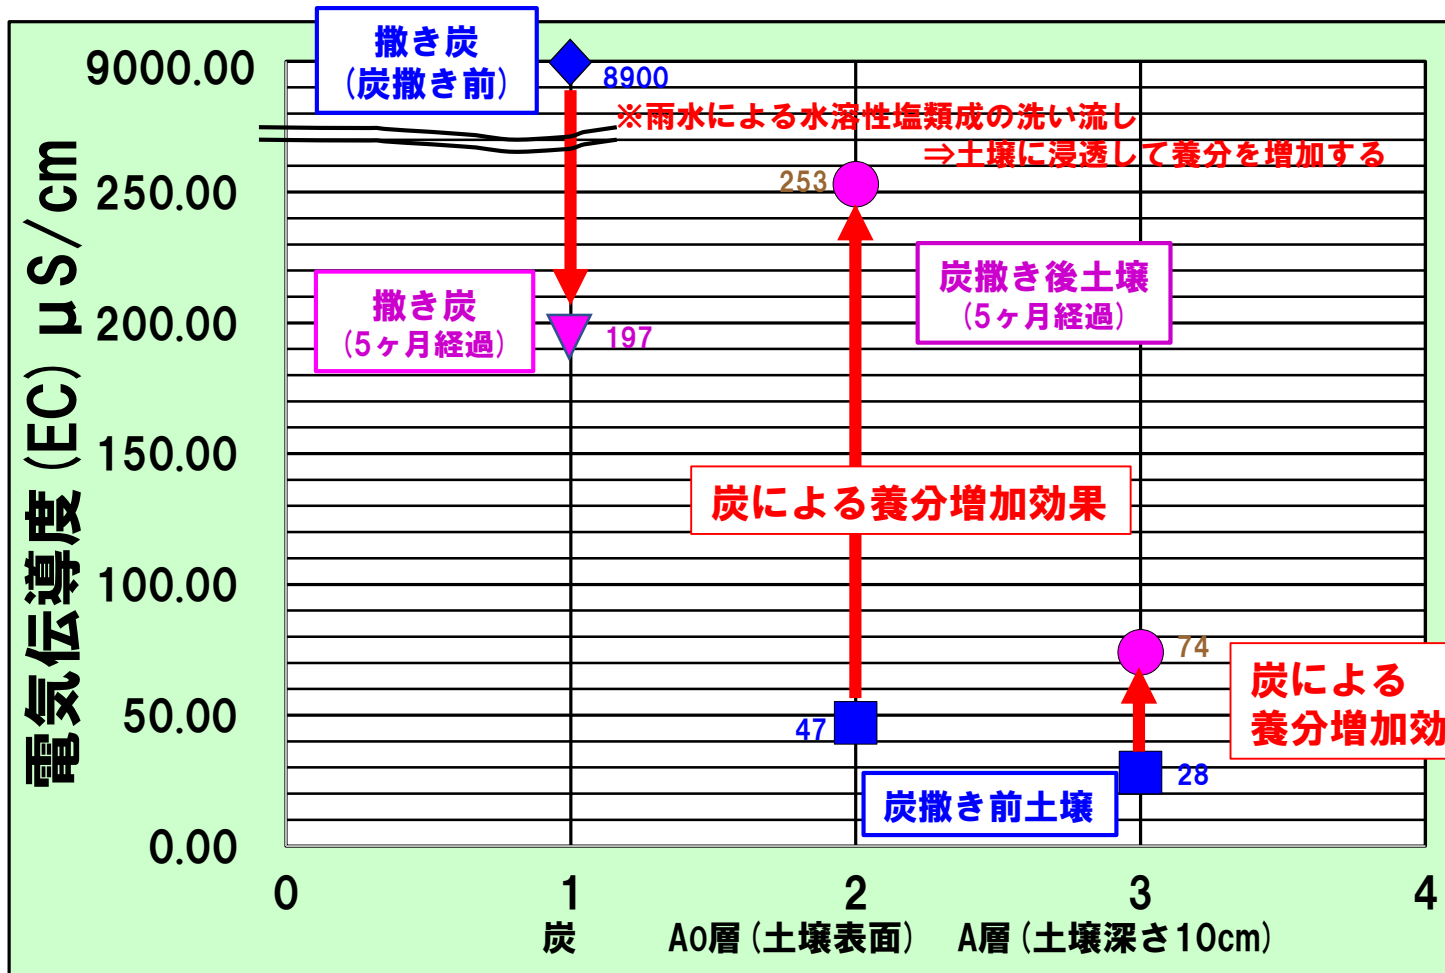 撒き炭
(炭撒き前)
9000.00
8900
※雨水による水溶性塩類成の洗い流し
⇒土壌に浸透して養分を増加する
253
250.00
電気伝導度(EC) μS/cm
撒き炭
(5ヶ月経過)
炭撒き後土壌
(5ヶ月経過)
200.00
197
150.00
炭による養分増加効果
100.00
74
炭による
養分増加効
50.00
47
28
炭撒き前土壌
0.00
0 1 2 3 4
炭 A0層(土壌表面) A層(土壌深さ10cm)